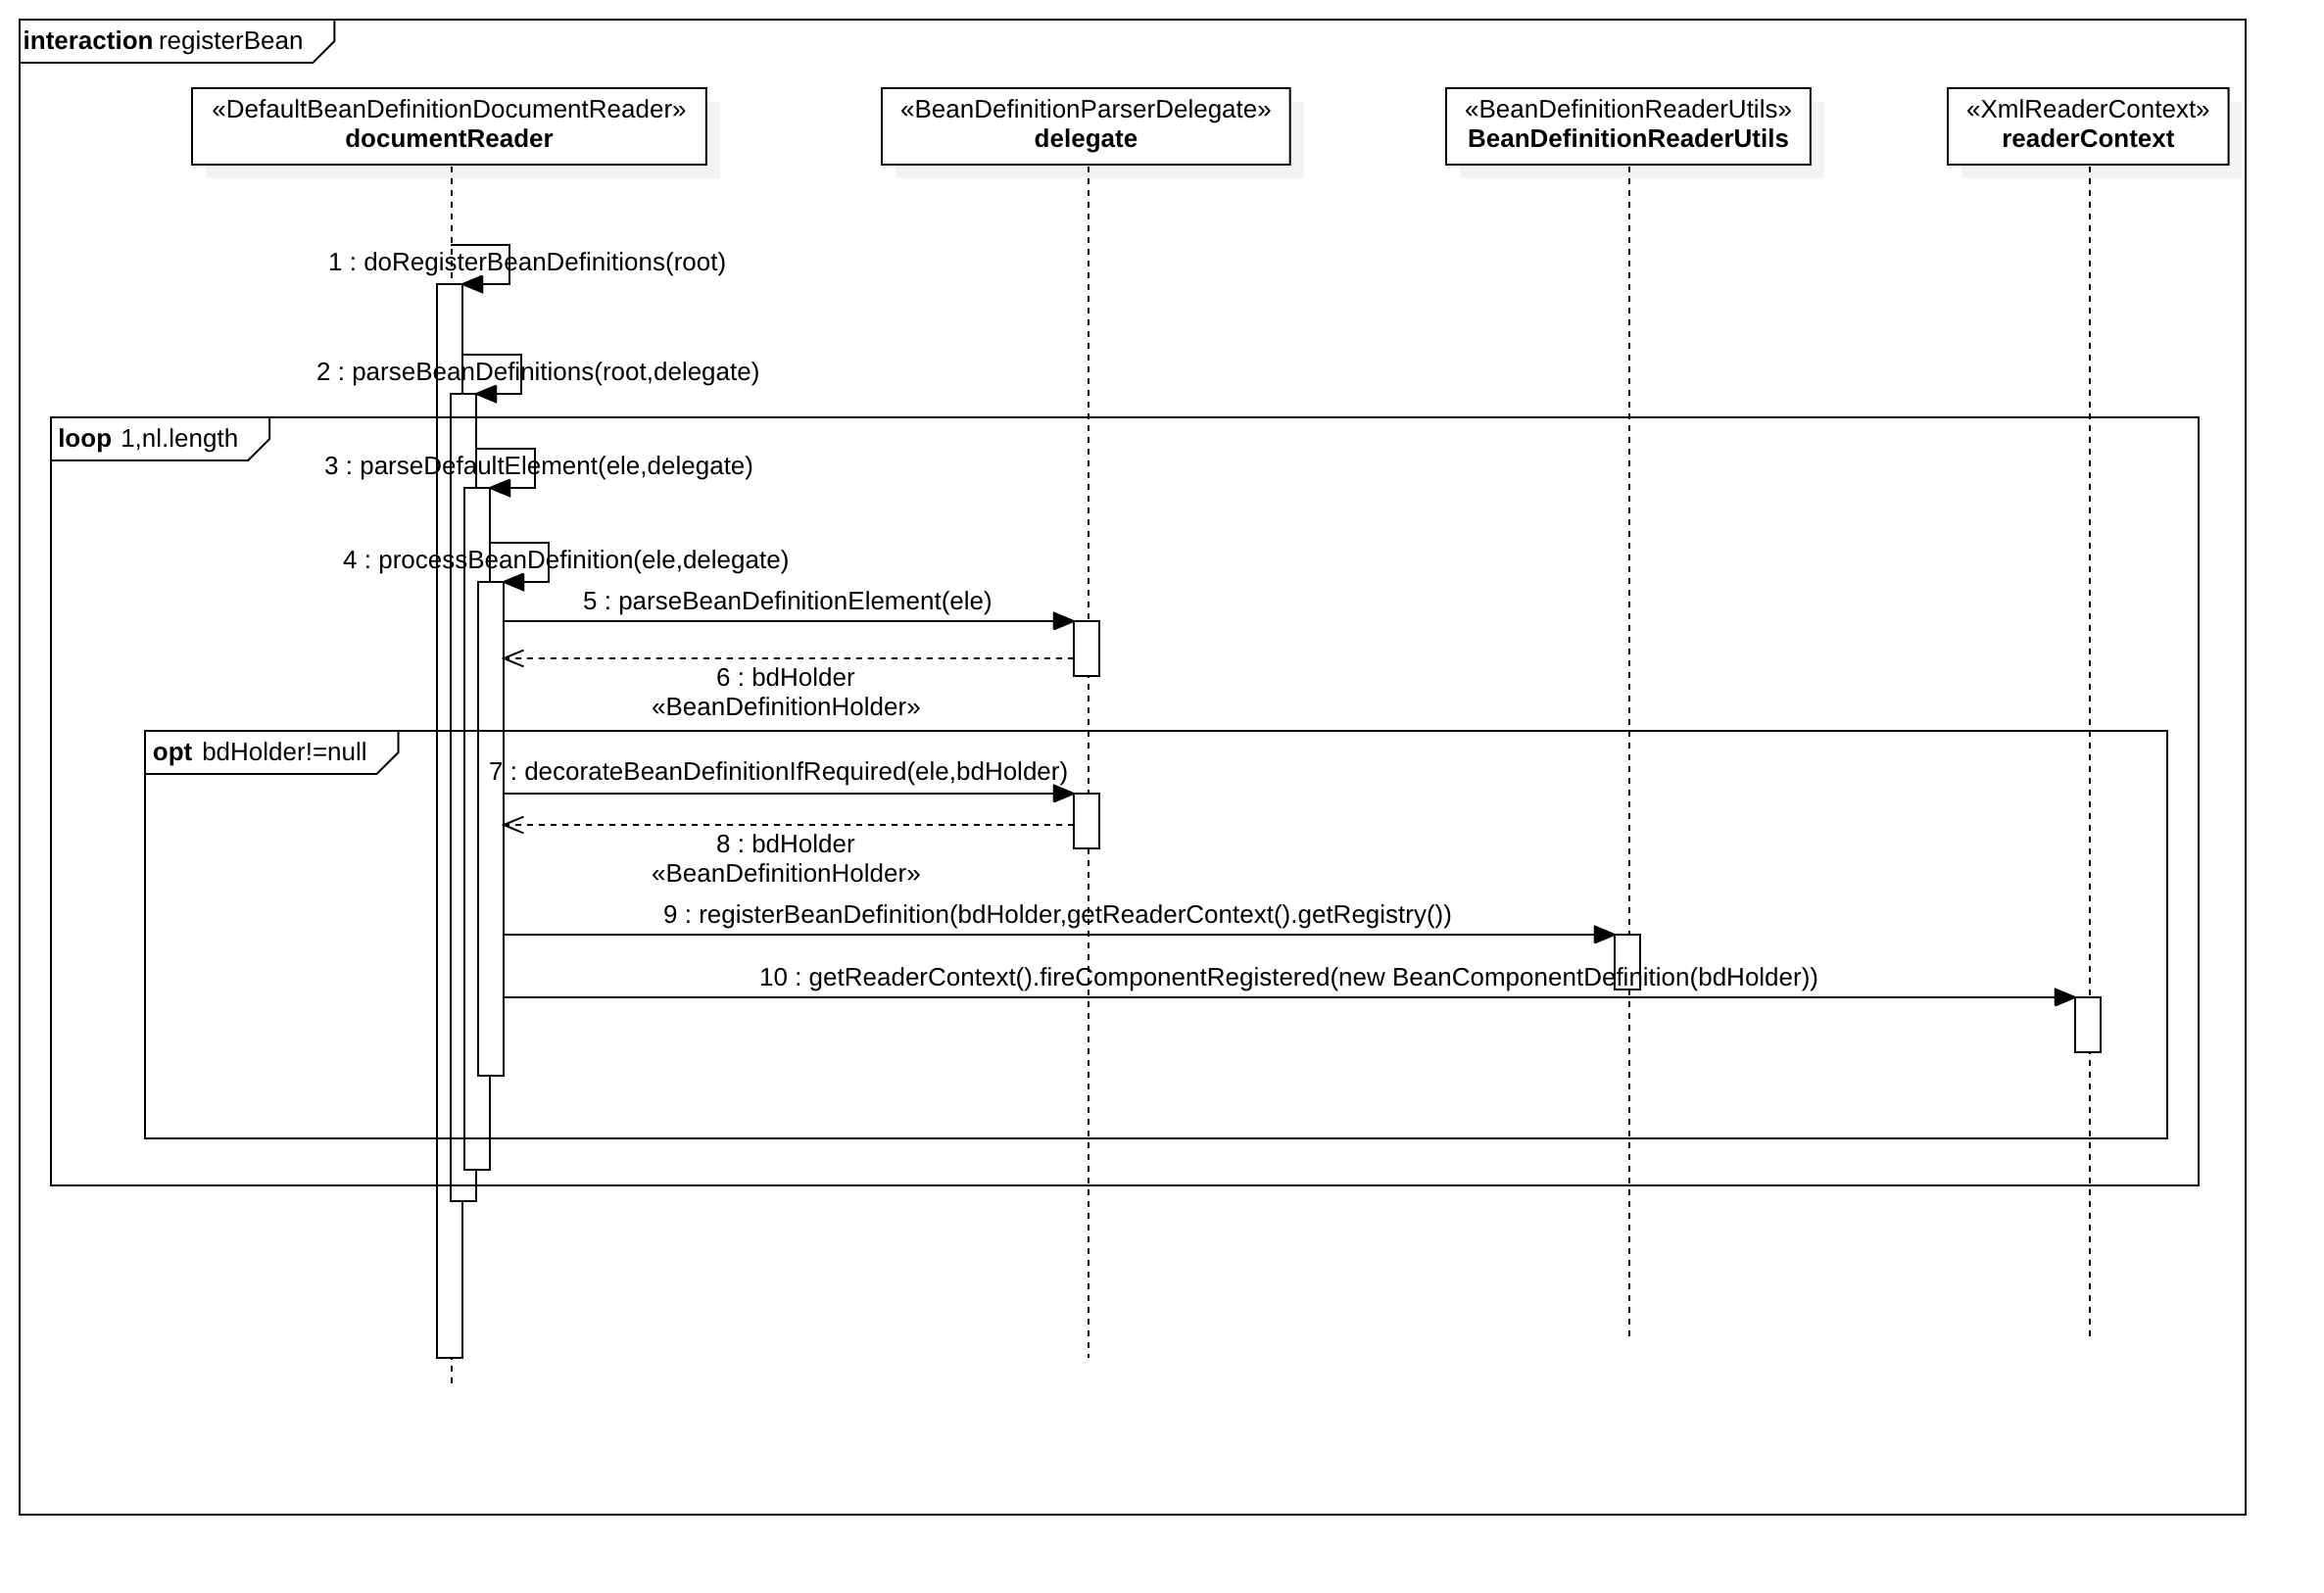 interaction registerBean
«DefaultBeanDefinitionDocumentReader»
documentReader
«BeanDefinitionParserDelegate»
delegate
«BeanDefinitionReaderUtils»
BeanDefinitionReaderUtils
«XmlReaderContext»
readerContext
1 : doRegisterBeanDefinitions(root)
2 : parseBeanDefinitions(root,delegate)
loop 1,nl.length
3 : parseDefaultElement(ele,delegate)
4 : processBeanDefinition(ele,delegate)
5 : parseBeanDefinitionElement(ele)
6 : bdHolder
«BeanDefinitionHolder»
opt bdHolder!=null
7 : decorateBeanDefinitionIfRequired(ele,bdHolder)
8 : bdHolder
«BeanDefinitionHolder»
9 : registerBeanDefinition(bdHolder,getReaderContext().getRegistry())
10 : getReaderContext().fireComponentRegistered(new BeanComponentDefinition(bdHolder))